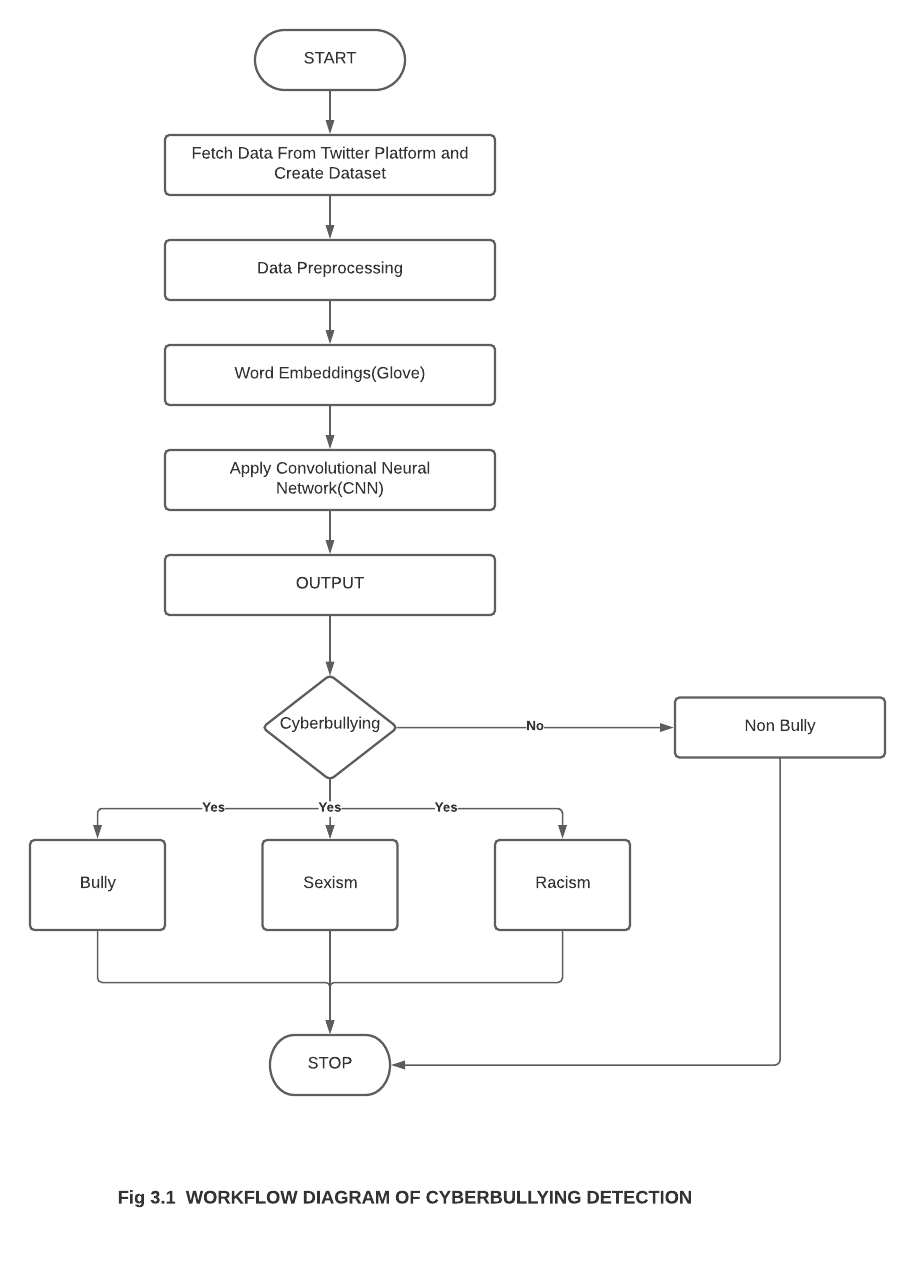 START
Fetch Data From Twitter Platform and
Create Dataset
Data Preprocessing
Word Embeddings(Glove)
Apply Convolutional Neural
Network(CNN)
OUTPUT
Cyberbullying
No
Non Bully
Yes
Yes
Yes
Bully
Sexism
Racism
STOP
Fig 3.1 WORKFLOW DIAGRAM OF CYBERBULLYING DETECTION